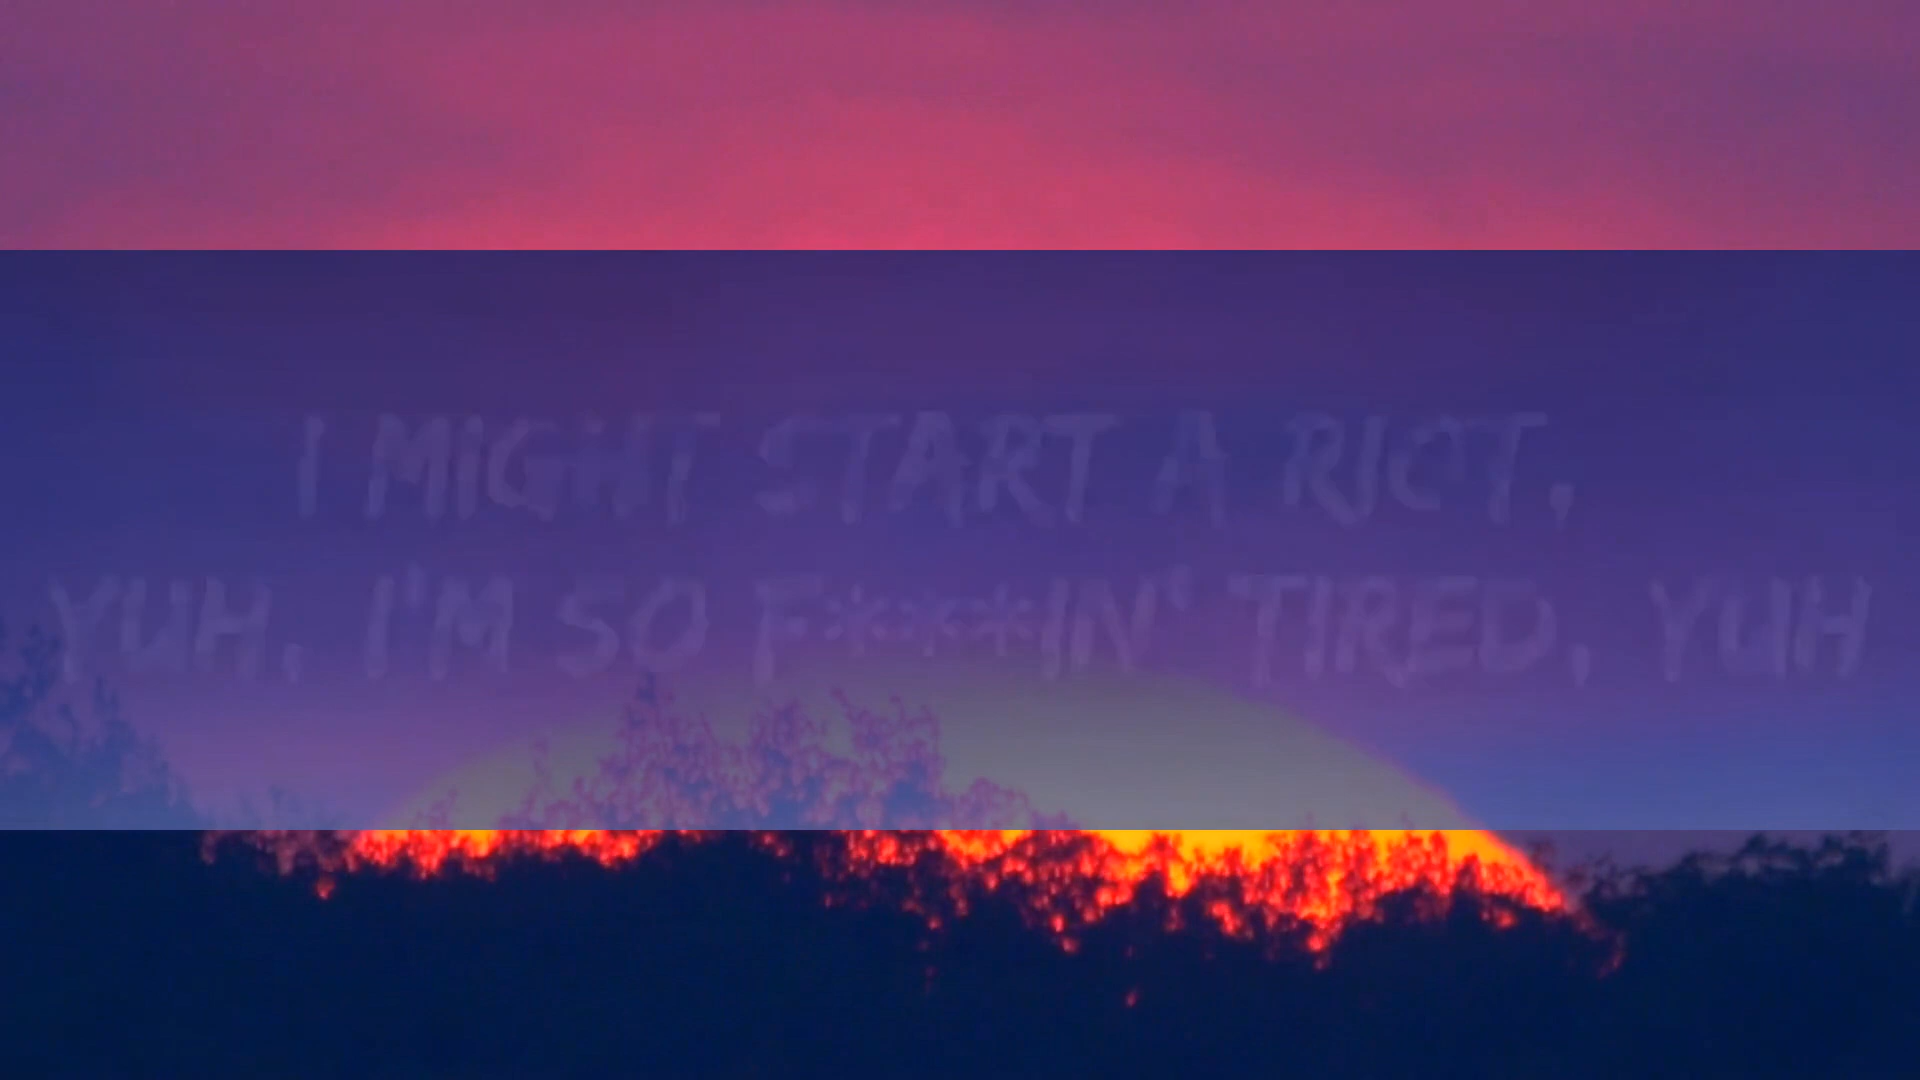 I MIGHT START A RIOT,
YUH, I'M SO F***IN' TIRED, YUH